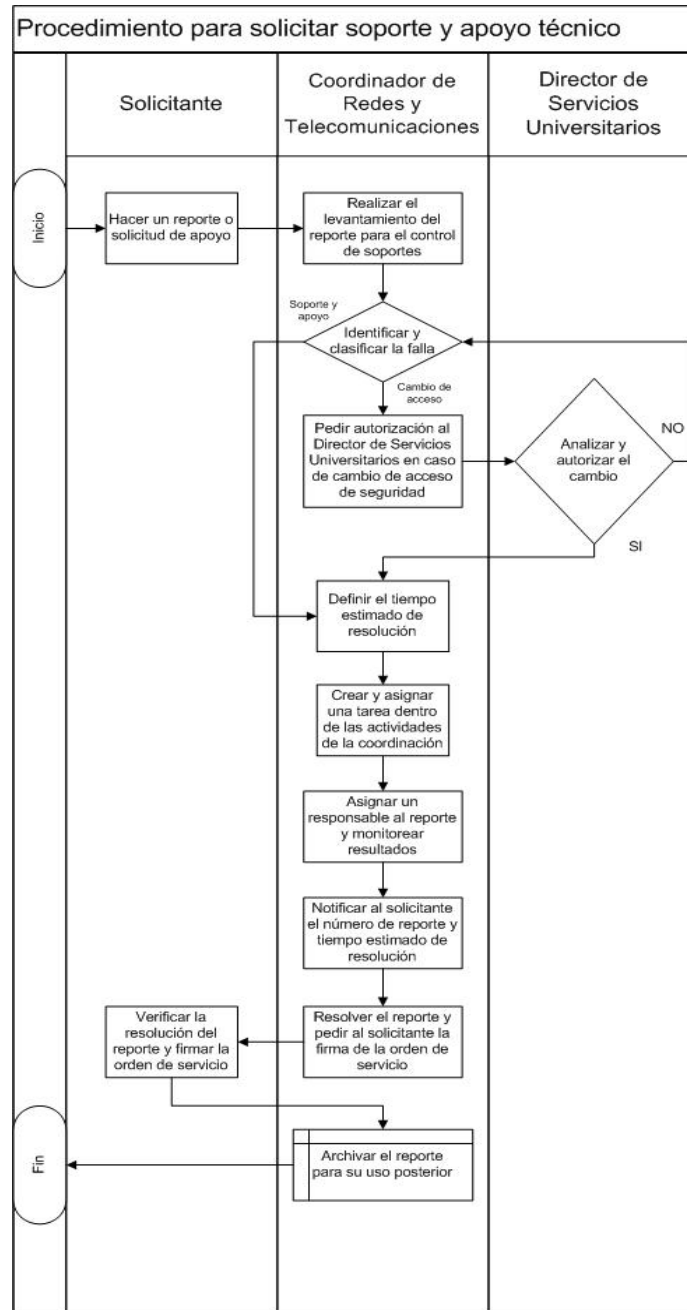 Procedimiento para solicitar soporte y apoyo técnico
Solicitante
Coordinador de
Redes y
Telecomunicaciones
Director de
Servicios
Universitarios
Inicio
Hacer un reporte o
solicitud de apoyo
Realizar el
levantamiento del
reporte para el control
de soportes
Soporte y
apoyo
Identificar y
clasificar la falla
Cambio de
acceso
Pedir autorización al
Director de Servicios
Universitarios en caso
de cambio de acceso
de seguridad
Analizar y
autorizar el
cambio
NO
SI
Definir el tiempo
estimado de
resolución
Crear y asignar
una tarea dentro
de las actividades
de la coordinación
Asignar un
responsable al reporte
y monitorear
resultados
Notificar al solicitante
el número de reporte y
tiempo estimado de
resolución
Resolver el reporte y
pedir al solicitante la
firma de la orden de
servicio
Verificar la
resolución del
reporte y firmar la
orden de servicio
Archivar el reporte
para su uso posterior
Fin